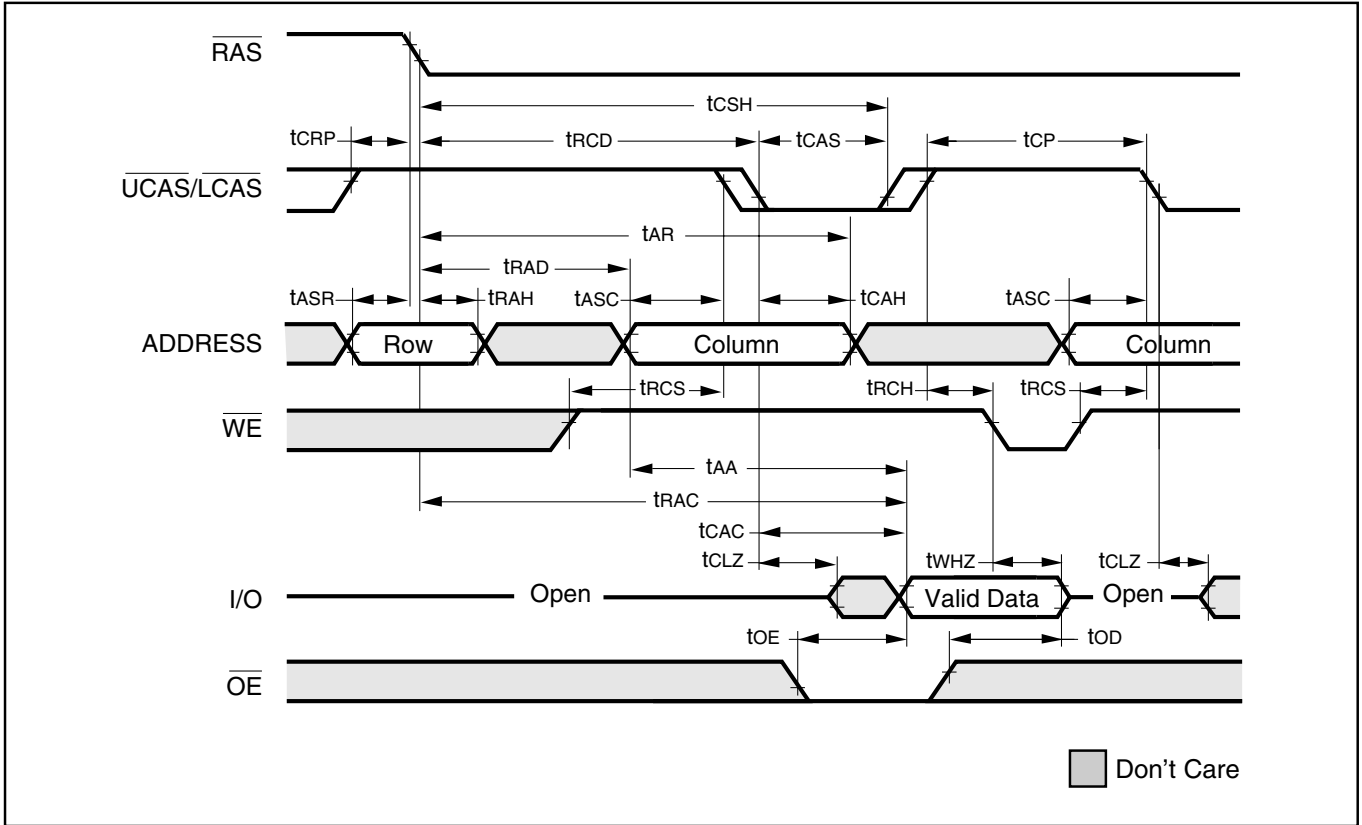 RAS
tCSH
tCRP tRCD tCAS tCP
UCAS/LCAS
tAR
tRAD
tASR tRAH tASC tCAH tASC
ADDRESS Row Column Column
tRCS tRCH tRCS
WE
tAA
tRAC
tCAC
tCLZ tWHZ tCLZ
I/O Open Valid Data Open
tOE tOD
OE
Don't Care